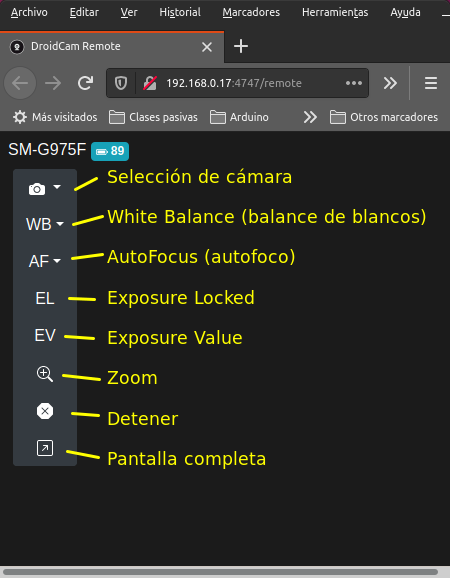 Archivo Editar Ver Historial Marcadores Herramientas Ayuda
DroidCam Remote
192.168.0.17:4747/remote
Más visitados Clases pasivas Arduino Otros marcadores
SM-G975F 89
Selección de cámara
WB White Balance (balance de blancos)
AF AutoFocus (autofoco)
EL Exposure Locked
EV Exposure Value
Zoom
Detener
Pantalla completa